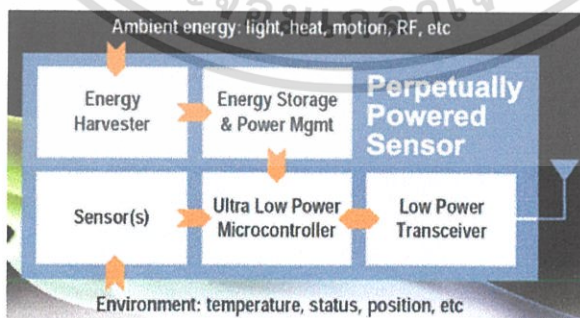 Ambient energy: light, heat, motion, RF, etc
Energy
Harvester
Energy Storage
& Power Mgmt
Perpetually
Powered
Sensor
Sensor(s)
Ultra Low Power
Microcontroller
Low Power
Transceiver
Environment: temperature, status, position, etc